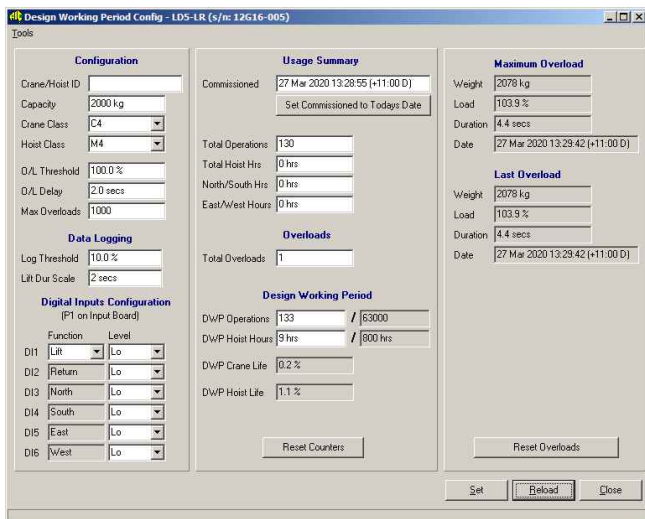 Design Working Period Config - LD5-LR (s/n: 12G16-005)
Tools
Configuration
Crane/Hoist ID
Capacity 2000 kg
Crane Class C4
Hoist Class M4
O/L Threshold 100.0 %
O/L Delay 2.0 secs
Max Overloads 1000
Data Logging
Log Threshold 10.0 %
Lift Dur Scale 2 secs
Digital Inputs Configuration
(P1 on Input Board)
Function Level
DI1 Lift Lo
DI2 Return Lo
DI3 North Lo
DI4 South Lo
DI5 East Lo
DI6 West Lo
Usage Summary
Commissioned 27 Mar 2020 13:28:55 (+11:00 D)
Set Commissioned to Todays Date
Total Operations 130
Total Hoist Hrs 0 hrs
North/South Hrs 0 hrs
East/West Hours 0 hrs
Overloads
Total Overloads 1
Design Working Period
DWP Operations 133 / 63000
DWP Hoist Hours 9 hrs / 800 hrs
DWP Crane Life 0.2 %
DWP Hoist Life 1.1 %
Reset Counters
Maximum Overload
Weight 2078 kg
Load 103.9 %
Duration 4.4 secs
Date 27 Mar 2020 13:29:42 (+11:00 D)
Last Overload
Weight 2078 kg
Load 103.9 %
Duration 4.4 secs
Date 27 Mar 2020 13:29:42 (+11:00 D)
Reset Overloads
Set Reload Close